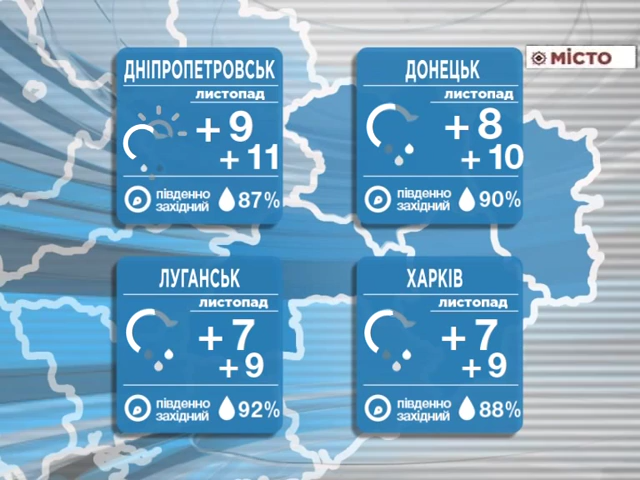 МІСТО
ДНІПРОПЕТРОВСЬК
листопад
+9
+11
південно
західний
87%
ДОНЕЦЬК
листопад
+8
+10
південно
західний
90%
ЛУГАНСЬК
листопад
+7
+9
південно
західний
92%
ХАРКІВ
листопад
+7
+9
південно
західний
88%